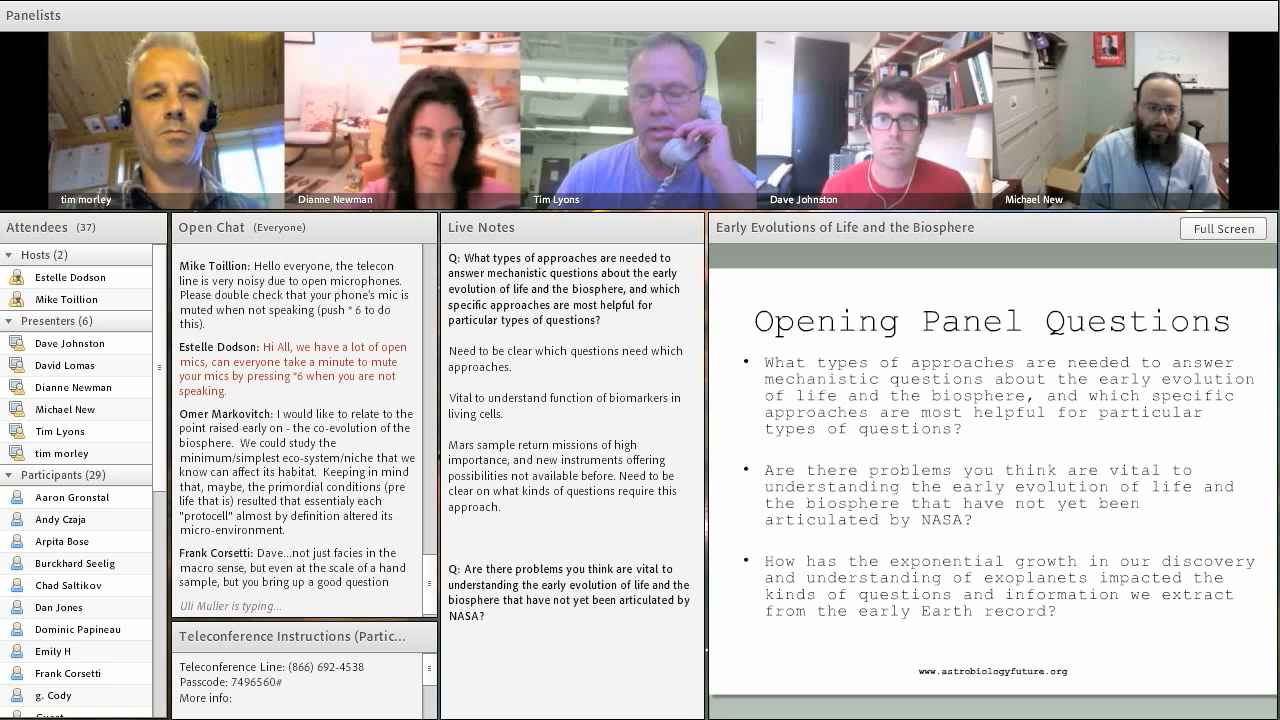 Panelists
tim morley
Dianne Newman
Tim Lyons
Dave Johnston
Michael New
Attendees (37)
Hosts (2)
Estelle Dodson
Mike Toillion
Presenters (6)
Dave Johnston
David Lomas
Dianne Newman
Michael New
Tim Lyons
tim morley
Participants (29)
Aaron Gronstal
Andy Czaja
Arpita Bose
Burckhard Seelig
Chad Saltikov
Dan Jones
Dominic Papineau
Emily H
Frank Corsetti
g. Cody
Guest
Open Chat (Everyone)
Mike Toillion: Hello everyone, the telecon
line is very noisy due to open microphones.
Please double check that your phone's mic is
muted when not speaking (push * 6 to do
this).
Estelle Dodson: Hi All, we have a lot of open
mics, can everyone take a minute to mute
your mics by pressing *6 when you are not
speaking.
Omer Markovitch: I would like to relate to the
point raised early on - the co-evolution of the
biosphere. We could study the
minimum/simplest eco-system/niche that we
know can affect its habitat. Keeping in mind
that, maybe, the primordial conditions (pre
life that is) resulted that essentialy each
"protocell" almost by definition altered its
micro-environment.
Frank Corsetti: Dave...not just facies in the
macro sense, but even at the scale of a hand
sample, but you bring up a good question
Uli Muller is typing...
Teleconference Instructions (Partic...
Teleconference Line: (866) 692-4538
Passcode: 7496560#
More info:
Live Notes
Q: What types of approaches are needed to
answer mechanistic questions about the early
evolution of life and the biosphere, and which
specific approaches are most helpful for
particular types of questions?
Need to be clear which questions need which
approaches.
Vital to understand function of biomarkers in
living cells.
Mars sample return missions of high
importance, and new instruments offering
possibilities not available before. Need to be
clear on what kinds of questions require this
approach.
Q: Are there problems you think are vital to
understanding the early evolution of life and the
biosphere that have not yet been articulated by
NASA?
Early Evolutions of Life and the Biosphere
Full Screen
Opening Panel Questions
• What types of approaches are needed to answer
mechanistic questions about the early evolution
of life and the biosphere, and which specific
approaches are most helpful for particular
types of questions?
• Are there problems you think are vital to
understanding the early evolution of life and
the biosphere that have not yet been
articulated by NASA?
• How has the exponential growth in our discovery
and understanding of exoplanets impacted the
kinds of questions and information we extract
from the early Earth record?
www.astrobiologyfuture.org